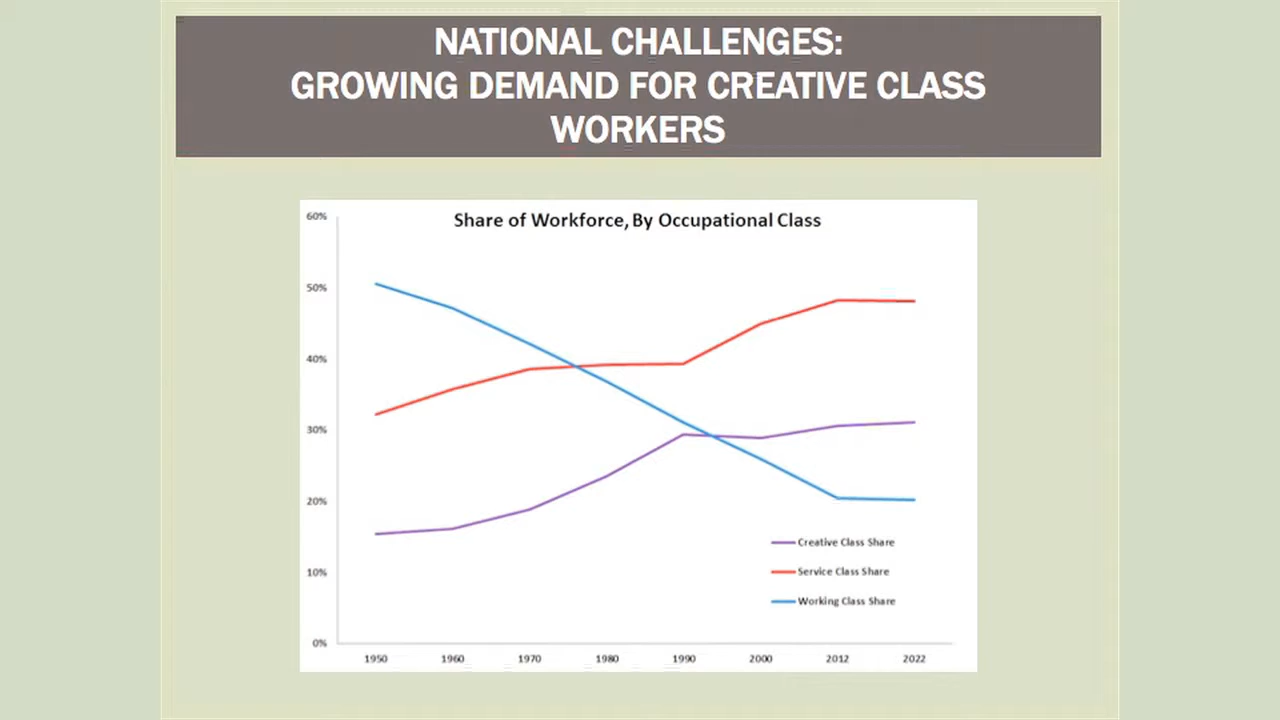 NATIONAL CHALLENGES:
GROWING DEMAND FOR CREATIVE CLASS
WORKERS
Share of Workforce, By Occupational Class
60%
50%
40%
30%
20%
10%
0%
Creative Class Share
Service Class Share
Working Class Share
1950 1960 1970 1980 1990 2000 2012 2022